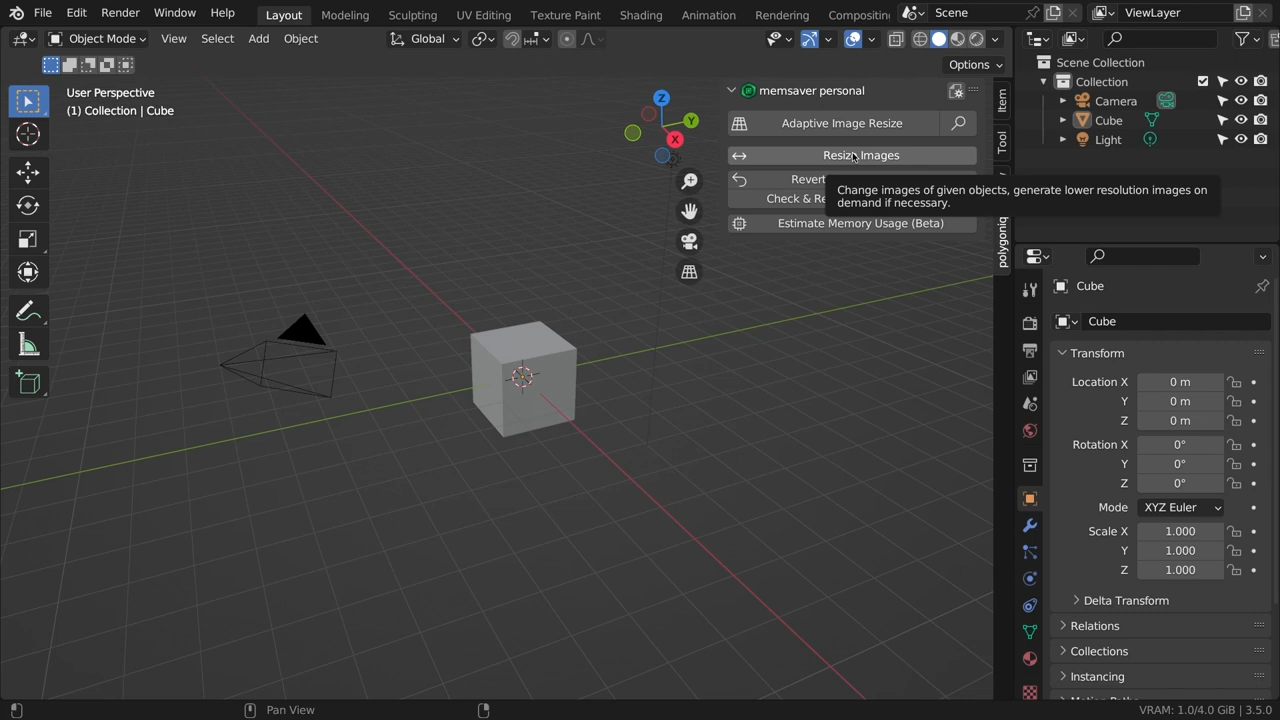 File Edit Render Window Help Layout Modeling Sculpting UV Editing Texture Paint Shading Animation Rendering Compositing Scene ViewLayer
Object Mode View Select Add Object Global
Options
User Perspective
(1) Collection | Cube
memsaver personal
Adaptive Image Resize
Resize Images
Revert
Check & Re
Estimate Memory Usage (Beta)
Change images of given objects, generate lower resolution images on
demand if necessary.
Z
Y
X
Item
Tool
polygoniq
Scene Collection
Collection
Camera
Cube
Light
Cube
Cube
Transform
Location X 0 m
Y 0 m
Z 0 m
Rotation X 0°
Y 0°
Z 0°
Mode XYZ Euler
Scale X 1.000
Y 1.000
Z 1.000
Delta Transform
Relations
Collections
Instancing
Motion Paths
Pan View
VRAM: 1.0/4.0 GiB | 3.5.0